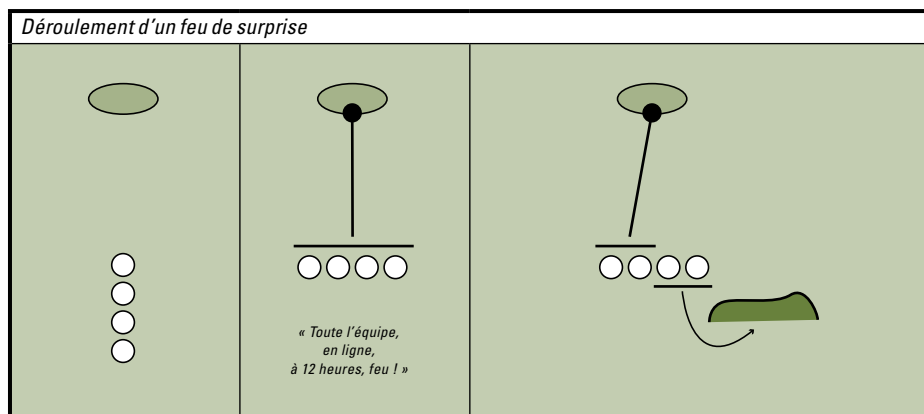 Déroulement d'un feu de surprise
« Toute l'équipe,
en ligne,
à 12 heures, feu ! »